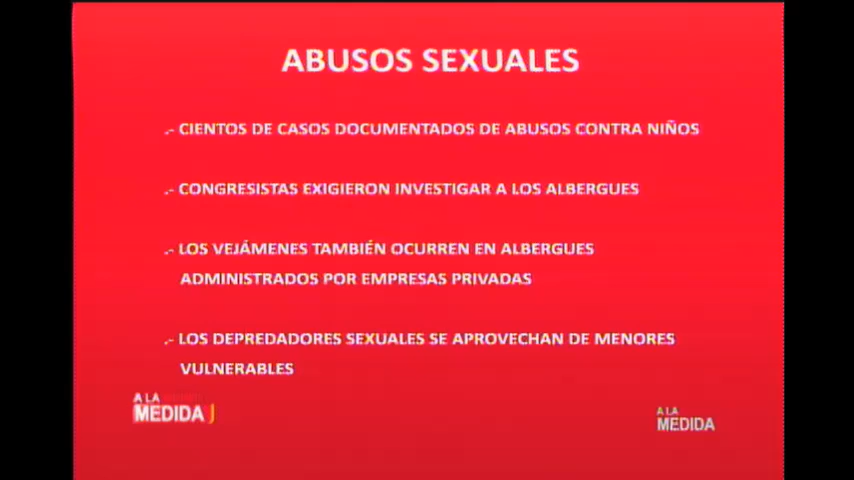 ABUSOS SEXUALES
.- CIENTOS DE CASOS DOCUMENTADOS DE ABUSOS CONTRA NIÑOS
.- CONGRESISTAS EXIGIERON INVESTIGAR A LOS ALBERGUES
.- LOS VEJÁMENES TAMBIÉN OCURREN EN ALBERGUES
ADMINISTRADOS POR EMPRESAS PRIVADAS
.- LOS DEPREDADORES SEXUALES SE APROVECHAN DE MENORES
VULNERABLES
A LA
MEDIDA
A LA
MEDIDA